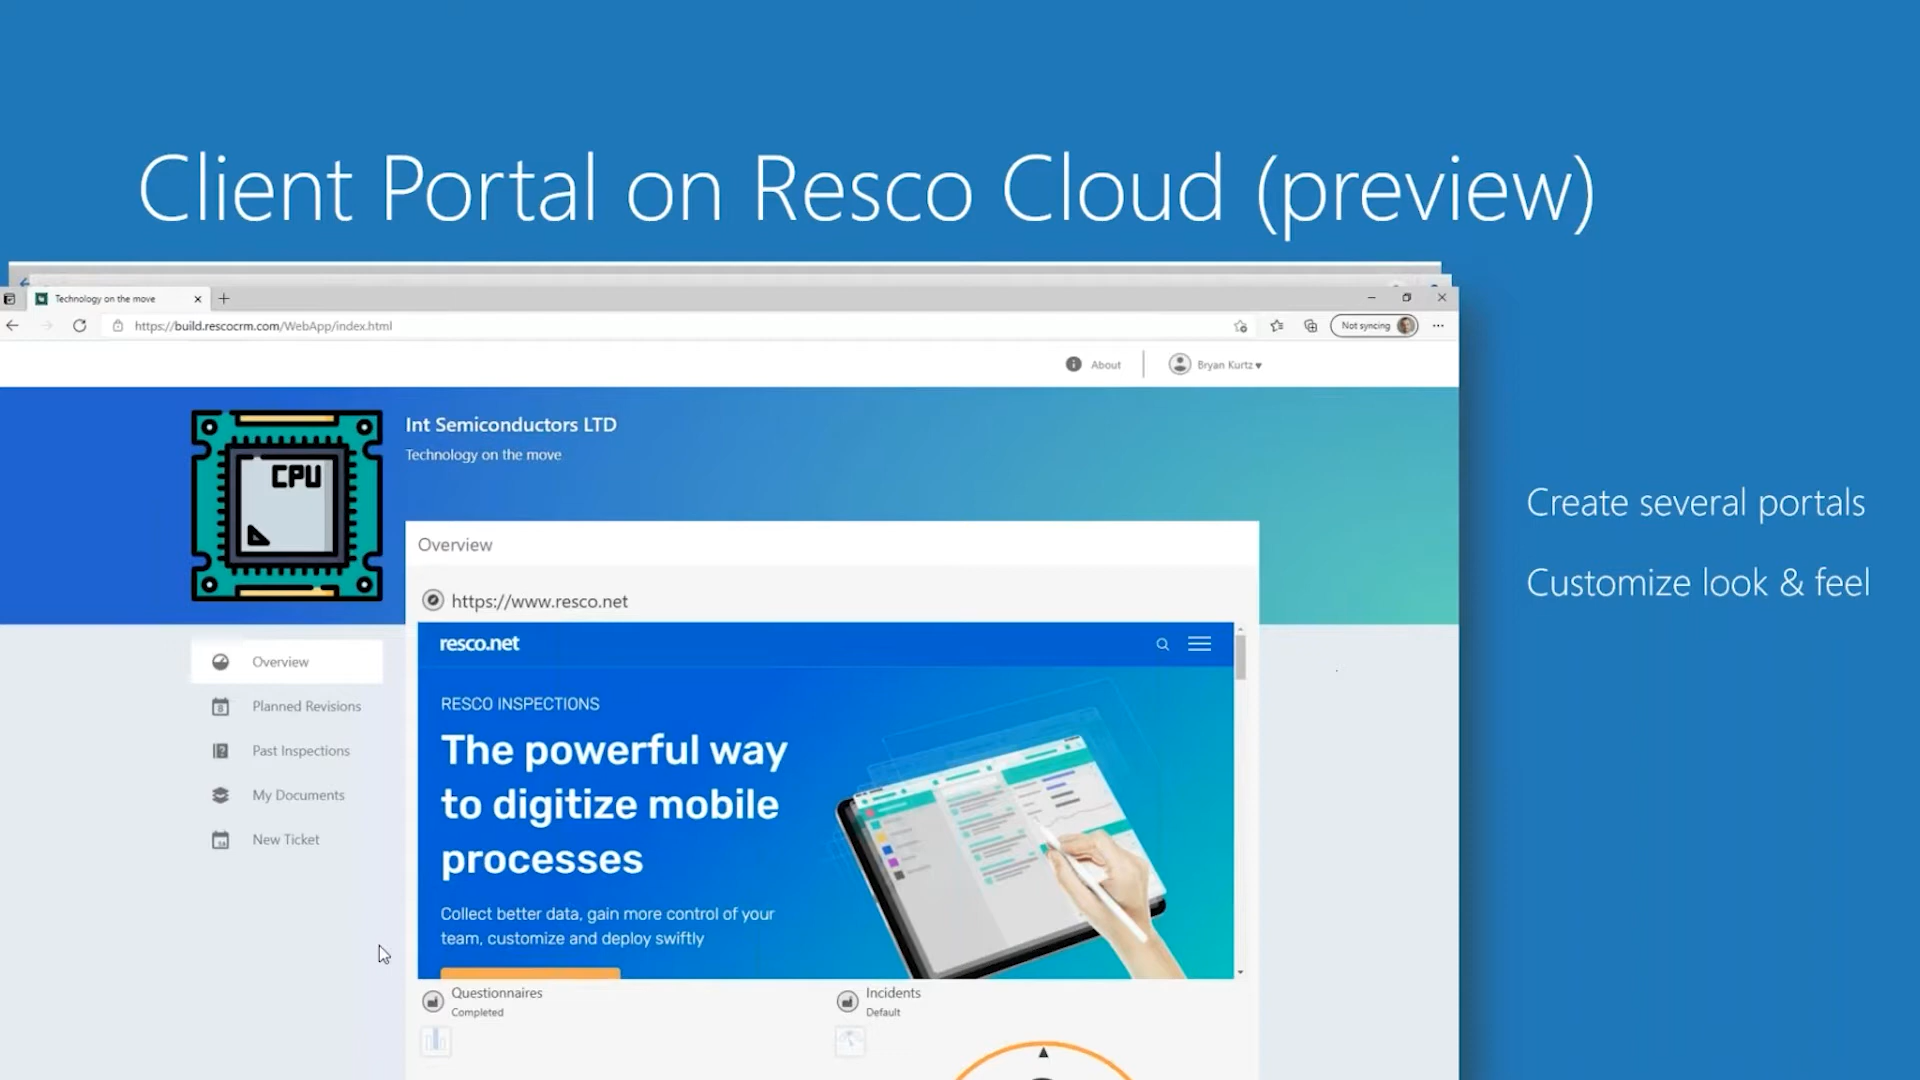 Client Portal on Resco Cloud (preview)
Technology on the move
https://build.rescocrm.com/WebApp/index.html
Not syncing
About
Bryan Kurtz
CPU
Int Semiconductors LTD
Technology on the move
Create several portals
Customize look & feel
Overview
https://www.resco.net
resco.net
Overview
Planned Revisions
Past Inspections
My Documents
New Ticket
RESCO INSPECTIONS
The powerful way
to digitize mobile
processes
Collect better data, gain more control of your
team, customize and deploy swiftly
Questionnaires
Completed
Incidents
Default